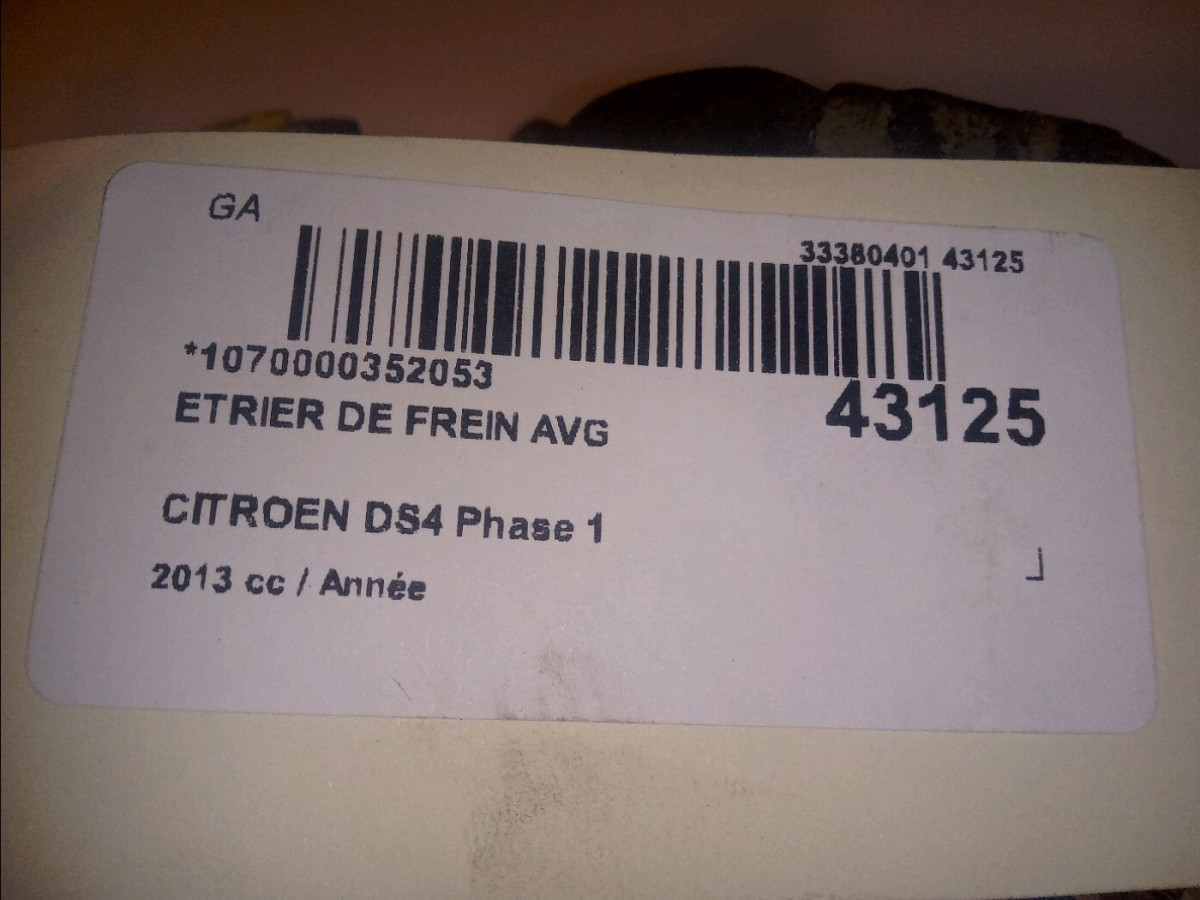 GA
33380401 43125
*1070000352053
43125
ETRIER DE FREIN AVG
CITROEN DS4 Phase 1
2013 cc / Année